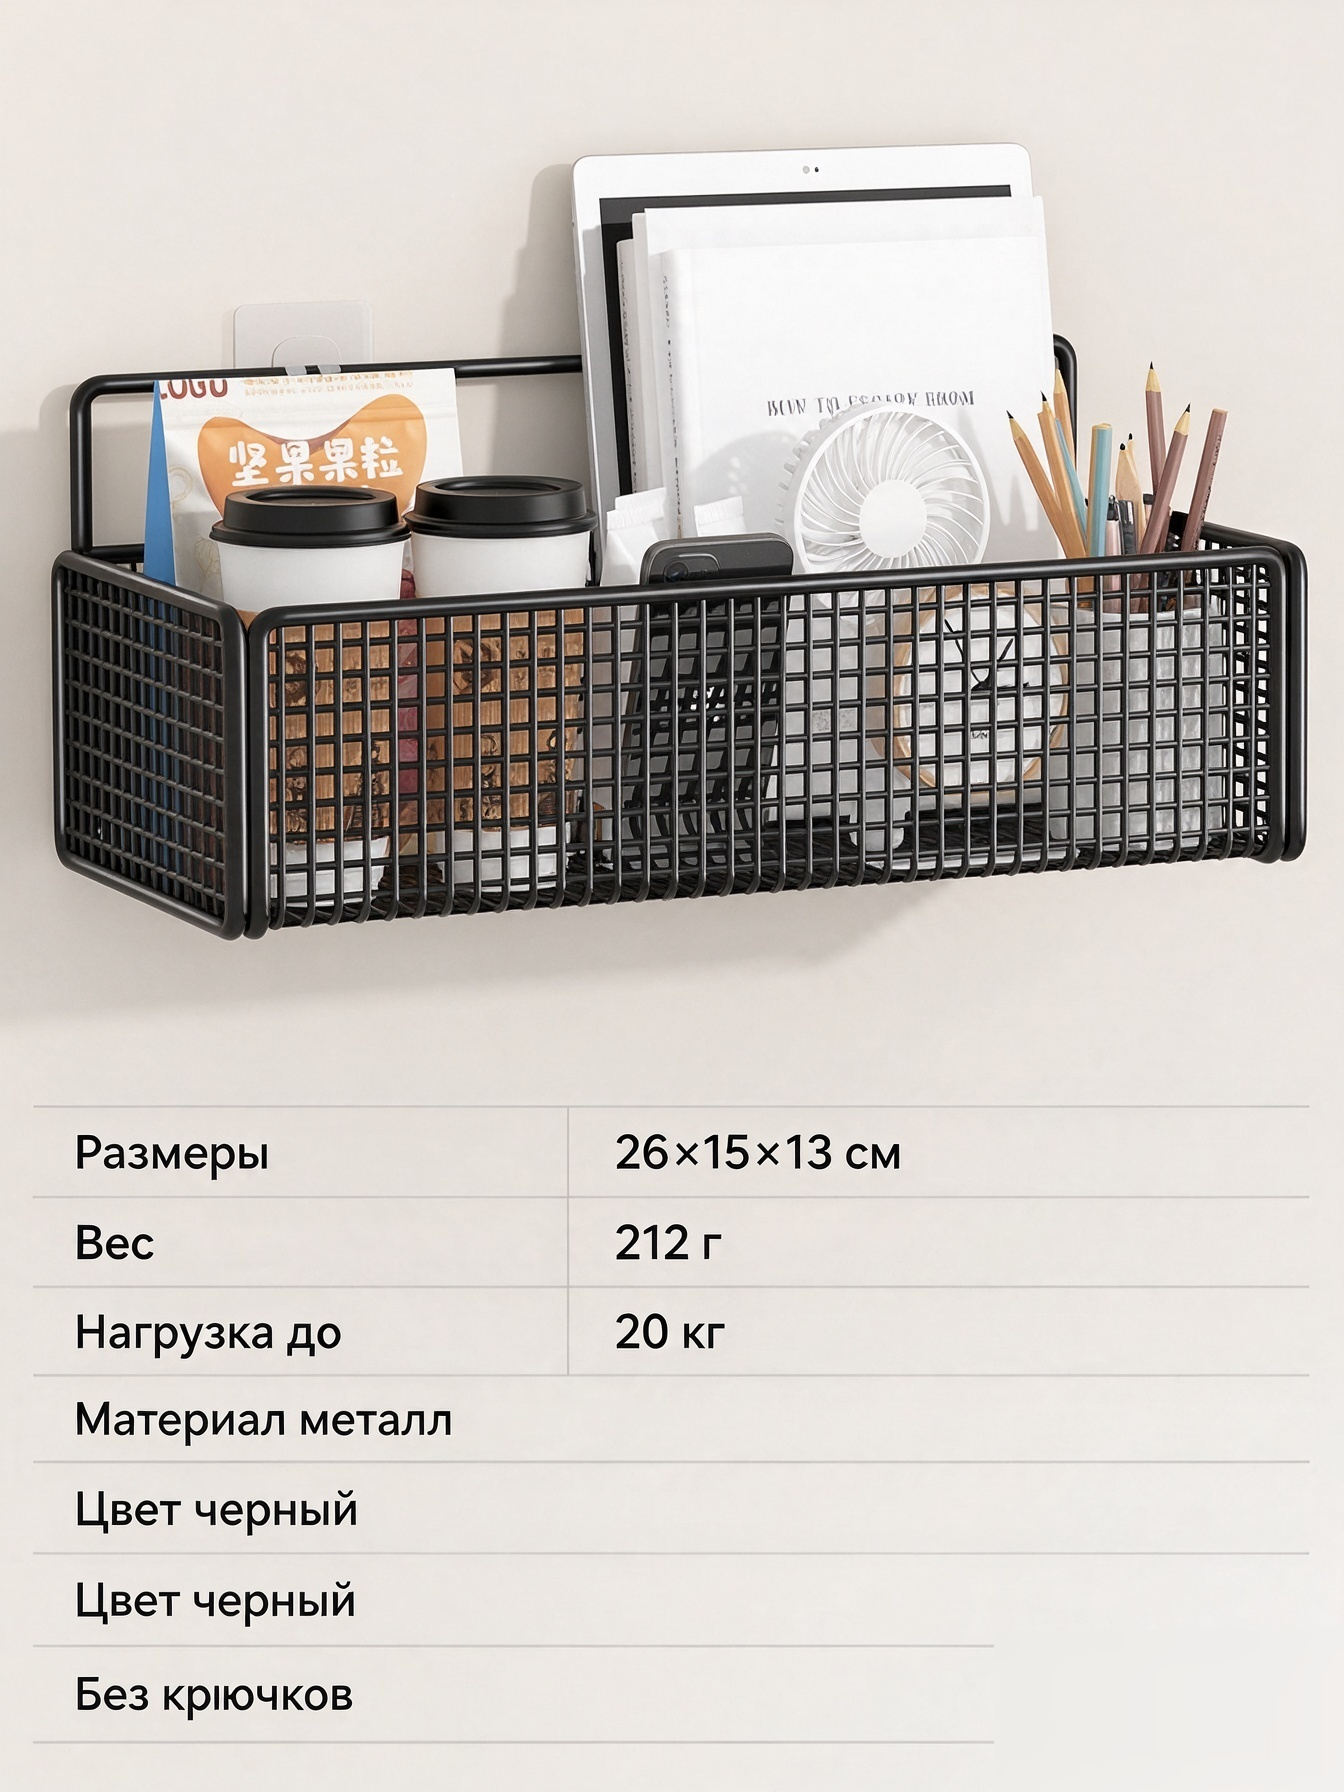 LOGO
坚果果粒
Размеры 26×15×13 см
Вес 212 г
Нагрузка до 20 кг
Материал металл
Цвет черный
Цвет черный
Без крючков